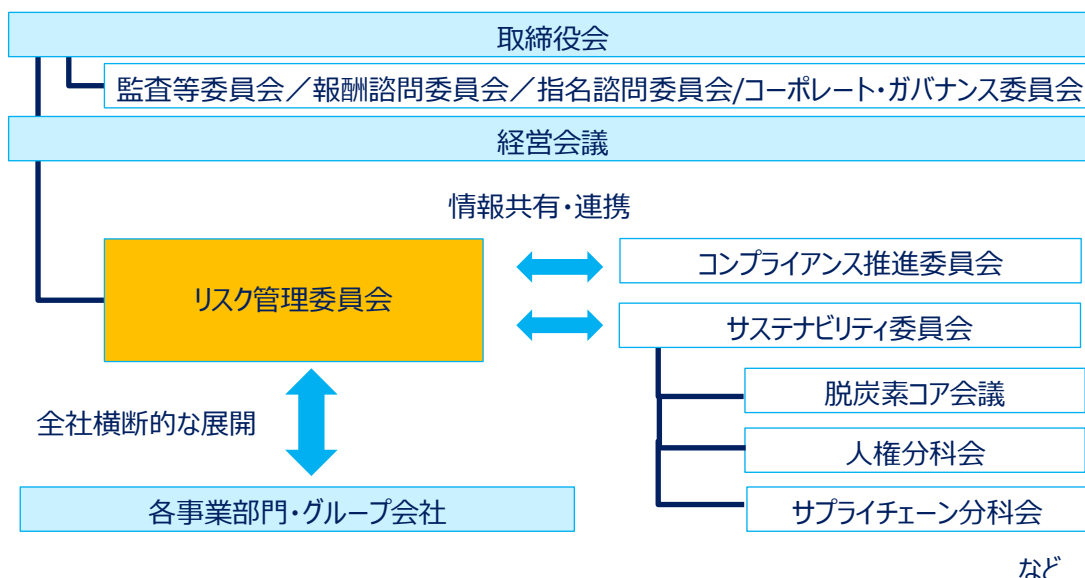 取締役会
監査等委員会／報酬諮問委員会／指名諮問委員会/コーポレート・ガバナンス委員会
経営会議
情報共有・連携
リスク管理委員会
コンプライアンス推進委員会
サステナビリティ委員会
脱炭素コア会議
全社横断的な展開
人権分科会
各事業部門・グループ会社
サプライチェーン分科会
など